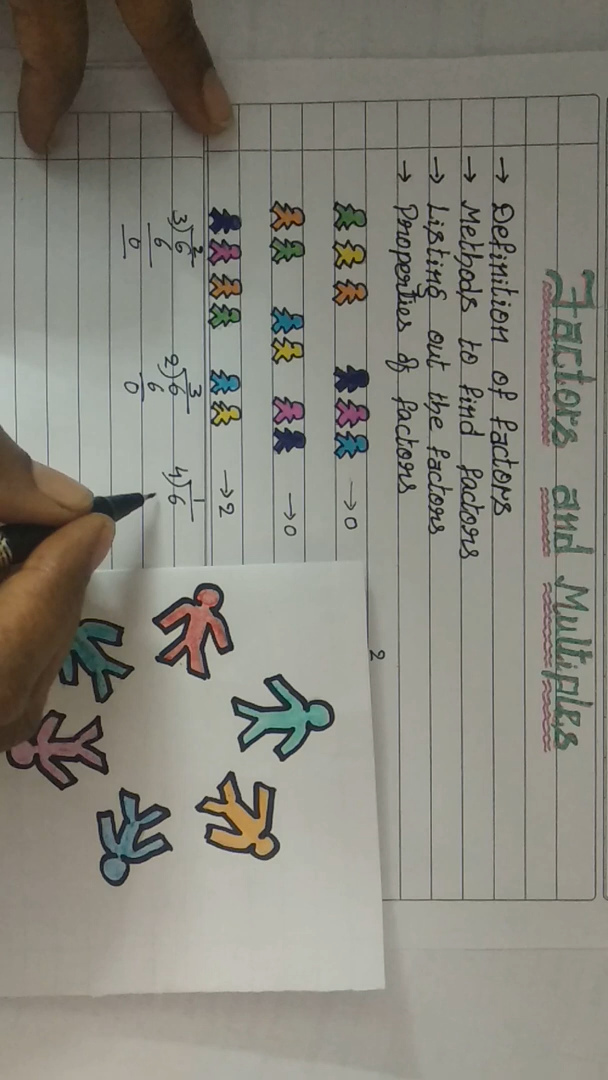 Factors and Multiples
→ Definition of factors
→ Methods to find factors
→ Listing out the factors
→ Properties of factors
2
→0
→0
→2
2 3 1
3)6 2)6 4)6
6 6
0 0